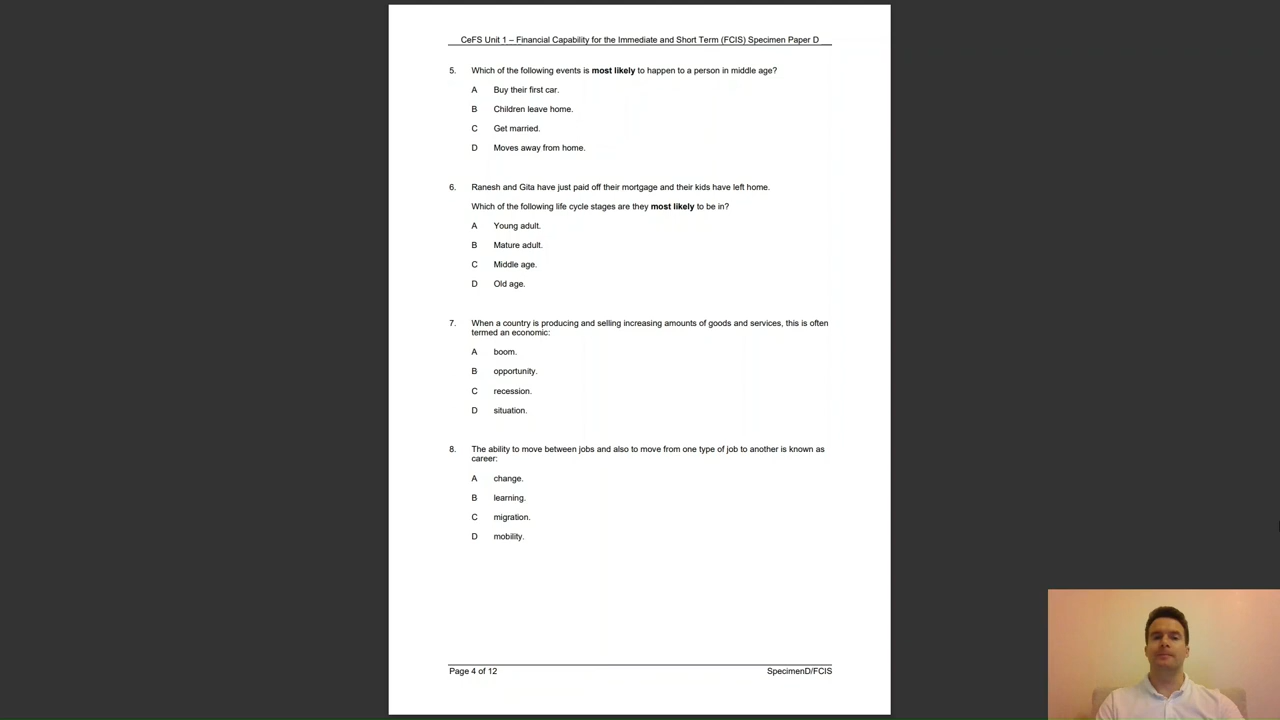 CeFS Unit 1 – Financial Capability for the Immediate and Short Term (FCIS) Specimen Paper D
5. Which of the following events is most likely to happen to a person in middle age?
A Buy their first car.
B Children leave home.
C Get married.
D Moves away from home.
6. Ranesh and Gita have just paid off their mortgage and their kids have left home.
Which of the following life cycle stages are they most likely to be in?
A Young adult.
B Mature adult.
C Middle age.
D Old age.
7. When a country is producing and selling increasing amounts of goods and services, this is often
termed an economic:
A boom.
B opportunity.
C recession.
D situation.
8. The ability to move between jobs and also to move from one type of job to another is known as
career:
A change.
B learning.
C migration.
D mobility.
Page 4 of 12 SpecimenD/FCIS